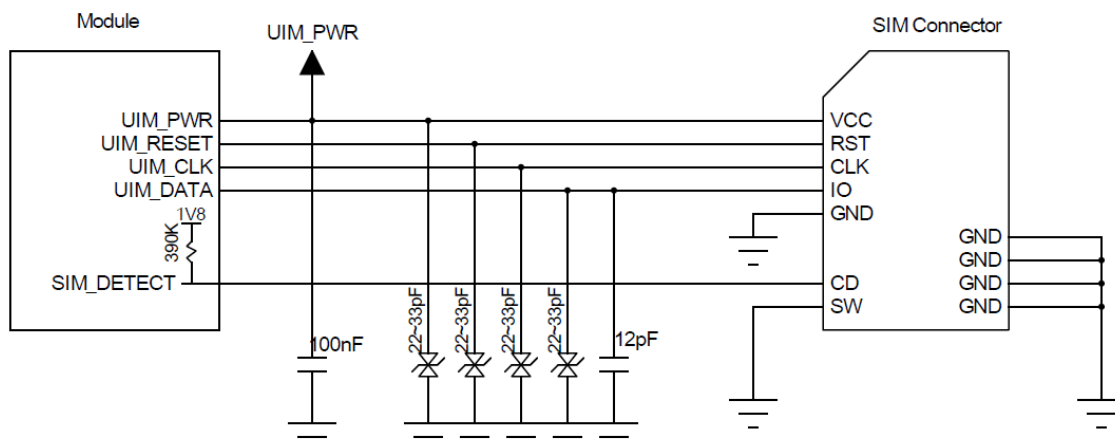 Module
UIM_PWR
SIM Connector
UIM_PWR
UIM_RESET
UIM_CLK
UIM_DATA
1V8
390K
SIM_DETECT
100nF
22~33pF
22~33pF
22~33pF
22~33pF
12pF
VCC
RST
CLK
IO
GND
CD
SW
GND
GND
GND
GND